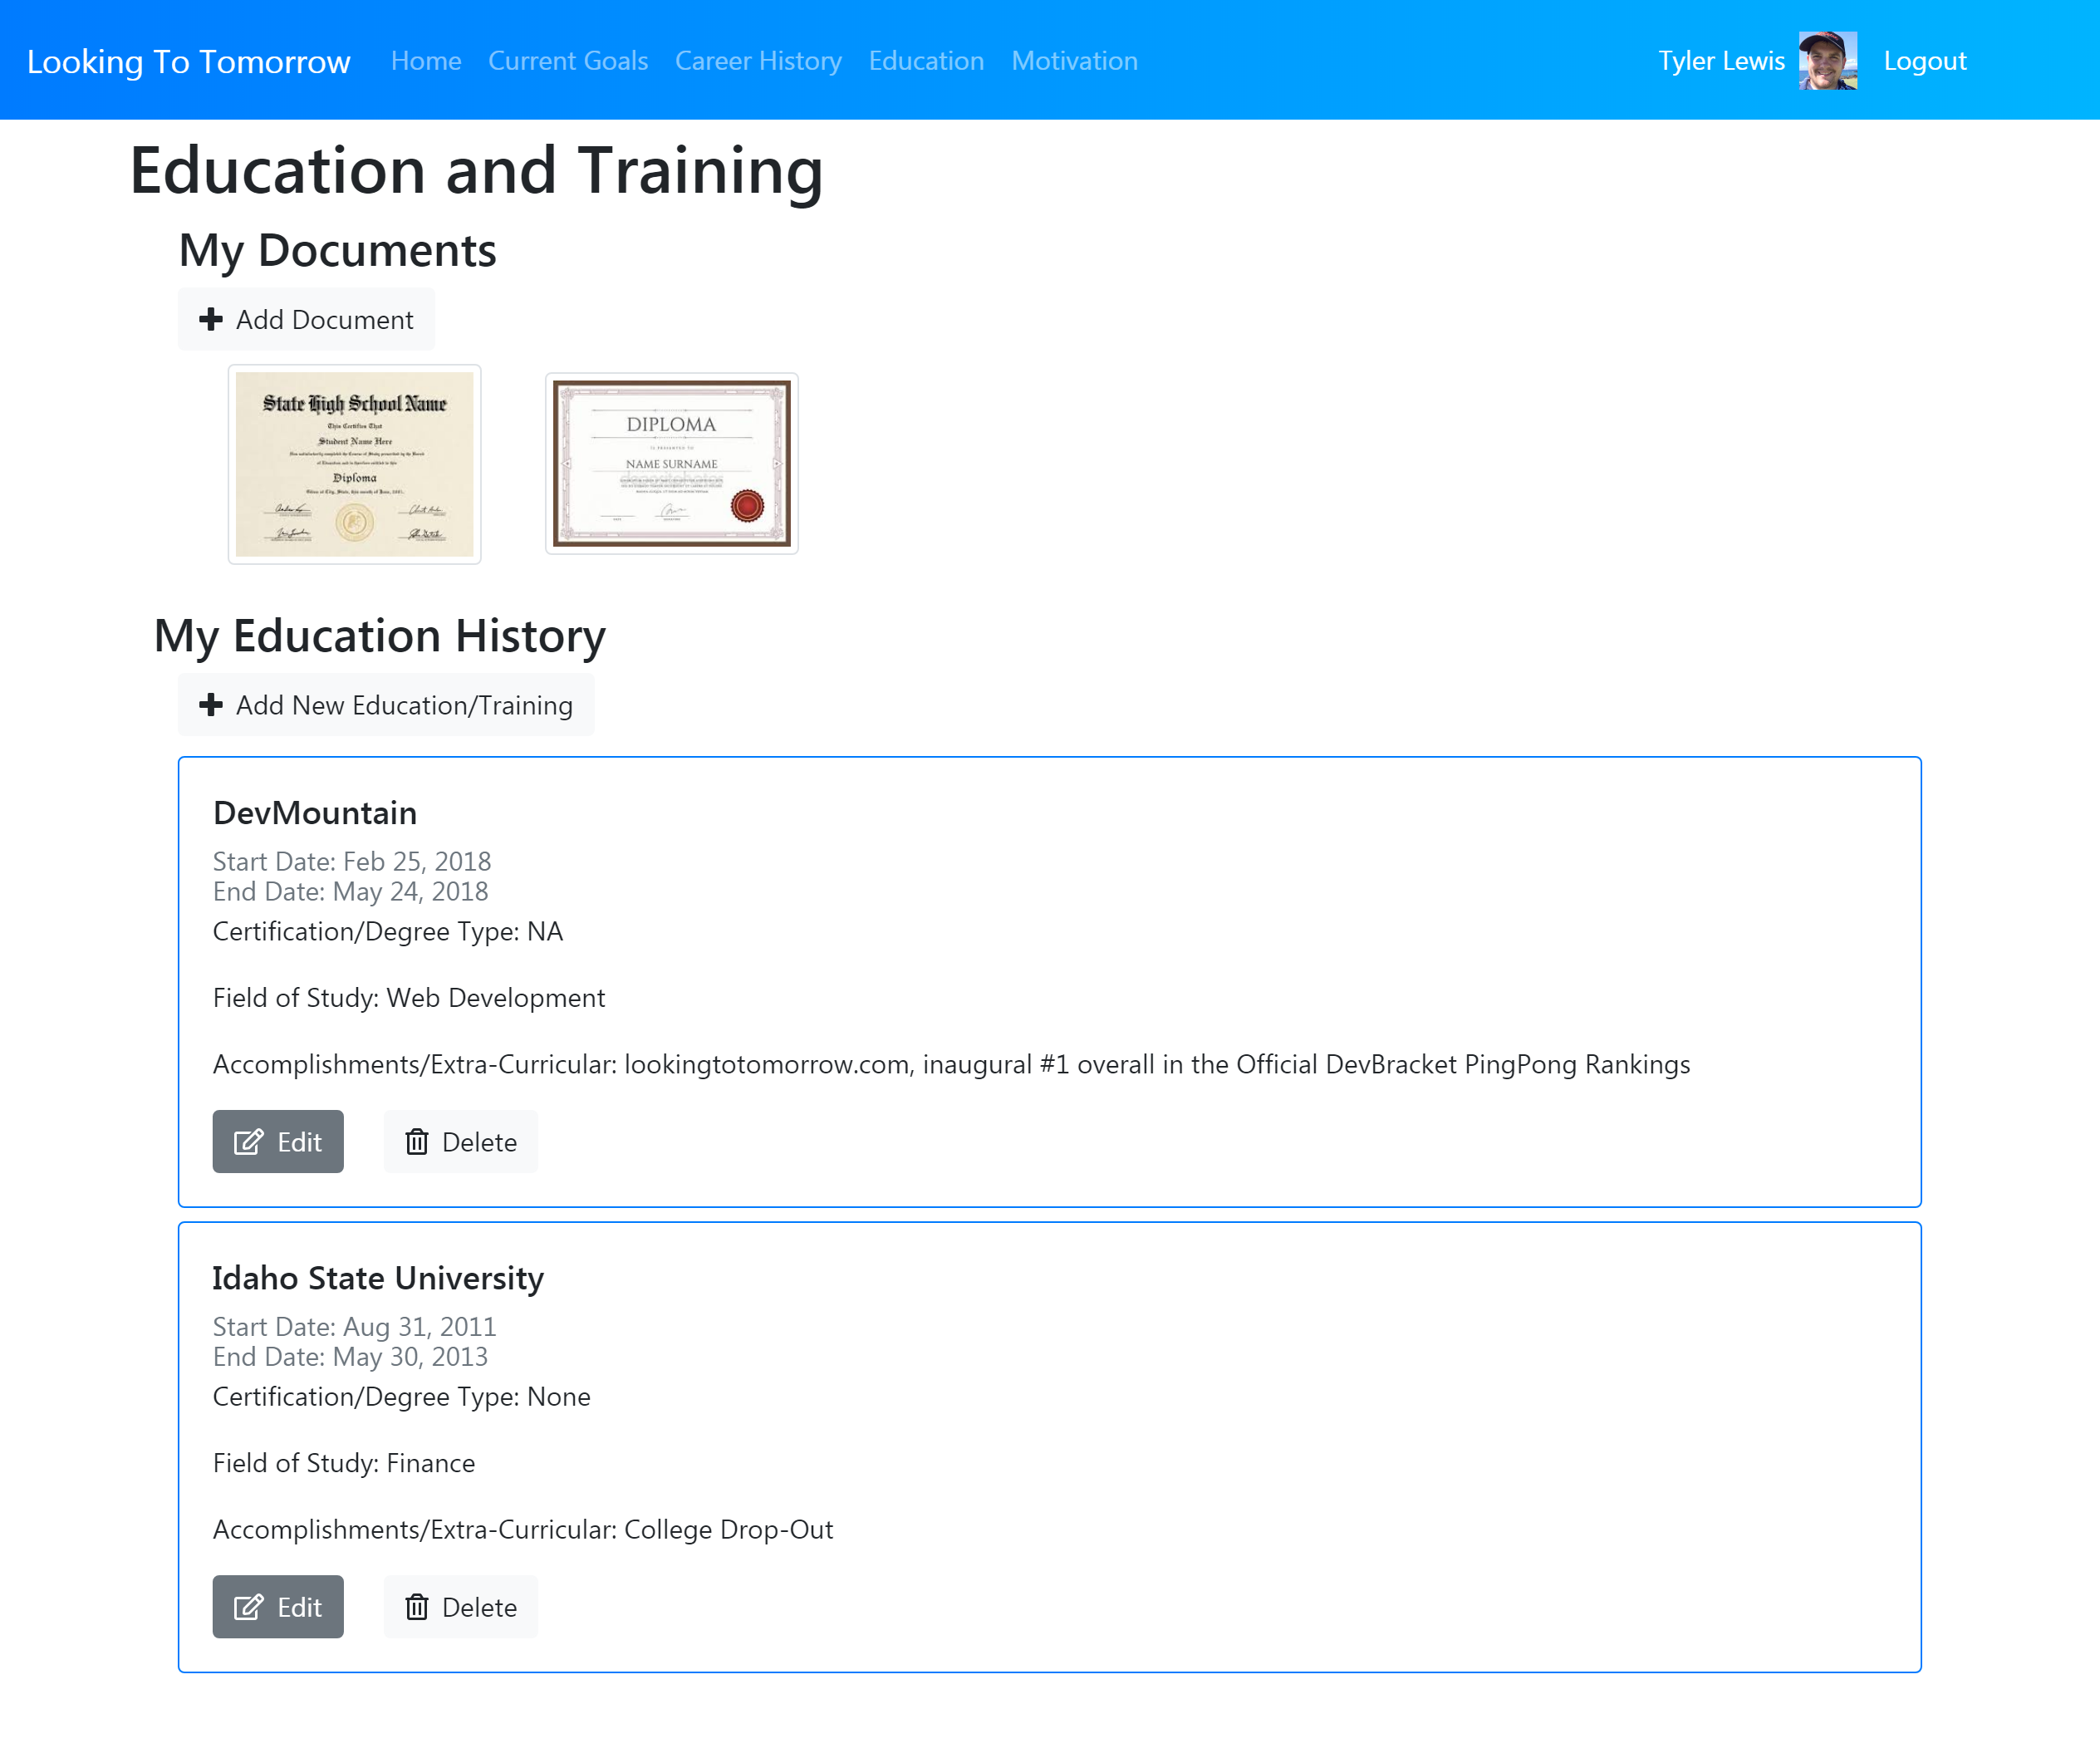 Looking To Tomorrow Home Current Goals Career History Education Motivation Tyler Lewis Logout
Education and Training
My Documents
Add Document
State High School Name
This Certifies That
Student Name Here
Diploma
DIPLOMA
IS PRESENTED TO
NAME SURNAME
My Education History
Add New Education/Training
DevMountain
Start Date: Feb 25, 2018
End Date: May 24, 2018
Certification/Degree Type: NA
Field of Study: Web Development
Accomplishments/Extra-Curricular: lookingtotomorrow.com, inaugural #1 overall in the Official DevBracket PingPong Rankings
Edit Delete
Idaho State University
Start Date: Aug 31, 2011
End Date: May 30, 2013
Certification/Degree Type: None
Field of Study: Finance
Accomplishments/Extra-Curricular: College Drop-Out
Edit Delete